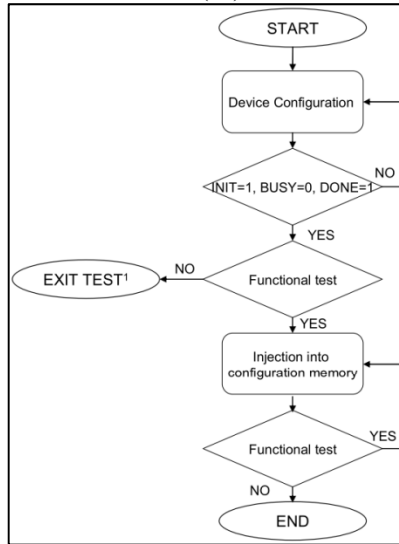 START
Device Configuration
INIT=1, BUSY=0, DONE=1
NO
YES
NO
EXIT TEST¹
Functional test
YES
Injection into
configuration memory
Functional test
YES
NO
END